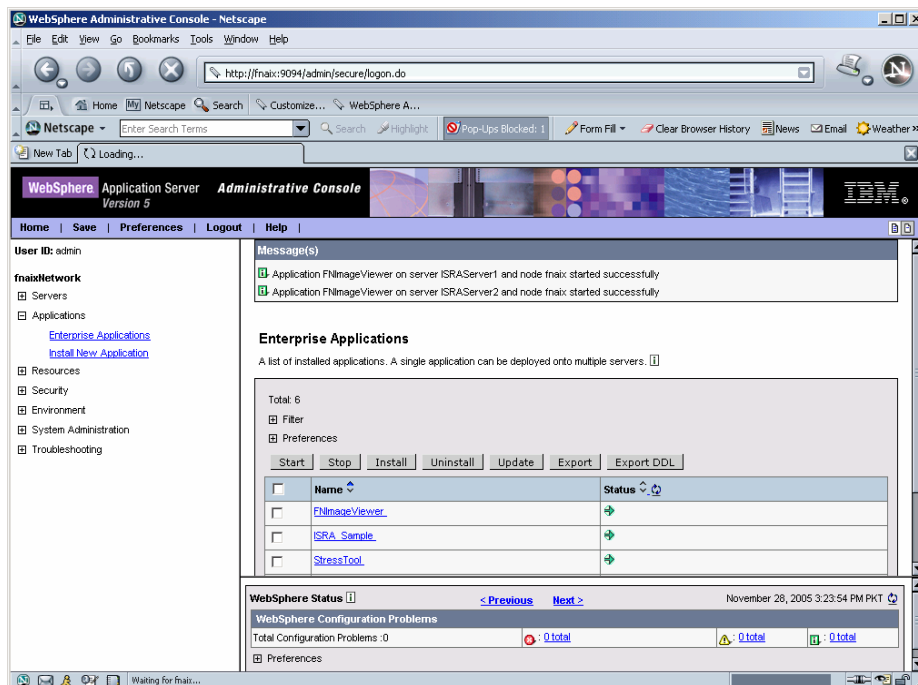 WebSphere Administrative Console - Netscape
File Edit View Go Bookmarks Tools Window Help
http://fnaix:9094/admin/secure/logon.do
Home My Netscape Search Customize... WebSphere A...
Netscape Enter Search Terms Search Highlight Pop-Ups Blocked: 1 Form Fill Clear Browser History News Email Weather
New Tab Loading...
WebSphere Application Server Administrative Console
Version 5
IBM
Home | Save | Preferences | Logout | Help |
User ID: admin
fnaixNetwork
Servers
Applications
Enterprise Applications
Install New Application
Resources
Security
Environment
System Administration
Troubleshooting
Message(s)
Application FNImageViewer on server ISRAServer1 and node fnaix started successfully
Application FNImageViewer on server ISRAServer2 and node fnaix started successfully
Enterprise Applications
A list of installed applications. A single application can be deployed onto multiple servers.
Total: 6
Filter
Preferences
Start Stop Install Uninstall Update Export Export DDL
Name Status
FNImageViewer
ISRA_Sample
StressTool
WebSphere Status < Previous Next > November 28, 2005 3:23:54 PM PKT
WebSphere Configuration Problems
Total Configuration Problems :0 : 0 total : 0 total : 0 total
Preferences
Waiting for fnaix...